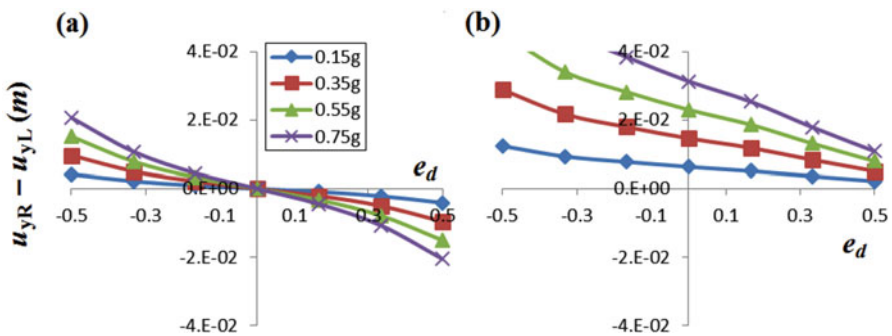 (a)
4.E-02
2.E-02
0.E+00
-2.E-02
-4.E-02
-0.5
-0.3
-0.1
0.1
0.3
0.5
0.15g
0.35g
0.55g
0.75g
e_d
u_yR − u_yL (m)
(b)
4.E-02
2.E-02
0.E+00
-2.E-02
-4.E-02
-0.5
-0.3
-0.1
0.1
0.3
0.5
e_d